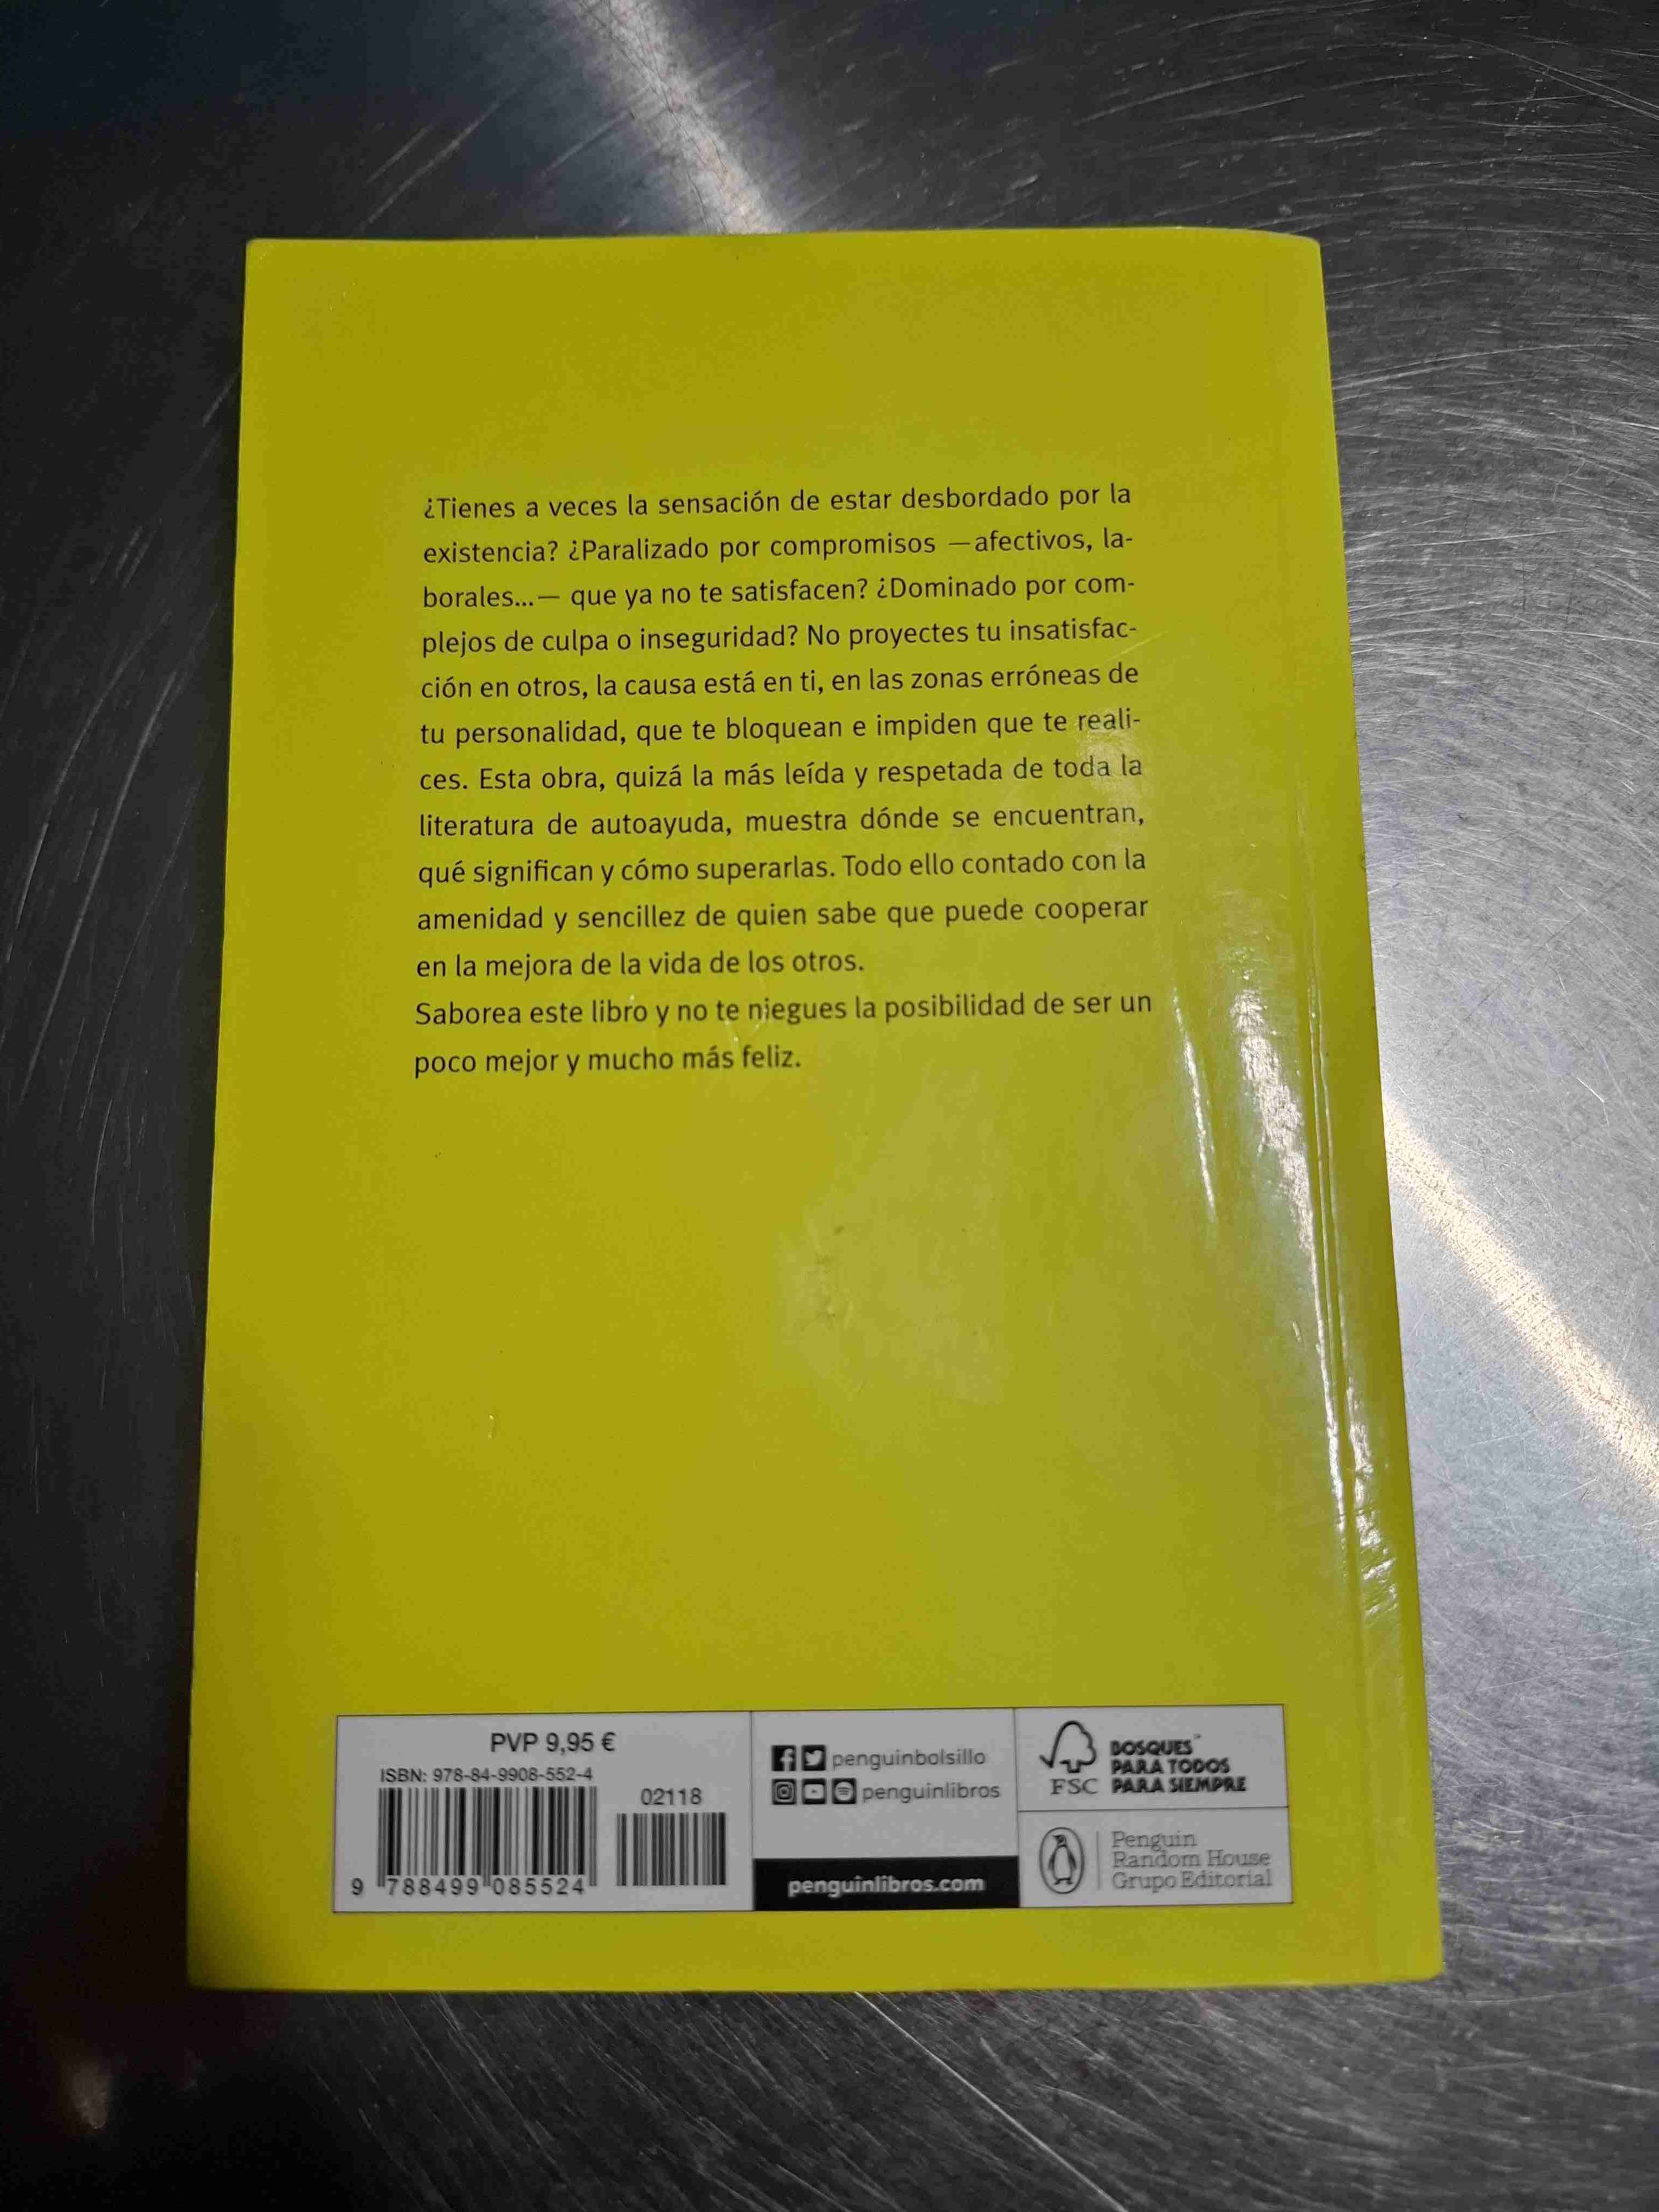 ¿Tienes a veces la sensación de estar desbordado por la
existencia? ¿Paralizado por compromisos —afectivos, la-
borales...— que ya no te satisfacen? ¿Dominado por com-
plejos de culpa o inseguridad? No proyectes tu insatisfac-
ción en otros, la causa está en ti, en las zonas erróneas de
tu personalidad, que te bloquean e impiden que te reali-
ces. Esta obra, quizá la más leída y respetada de toda la
literatura de autoayuda, muestra dónde se encuentran,
qué significan y cómo superarlas. Todo ello contado con la
amenidad y sencillez de quien sabe que puede cooperar
en la mejora de la vida de los otros.
Saborea este libro y no te niegues la posibilidad de ser un
poco mejor y mucho más feliz.
PVP 9,95 €
ISBN: 978-84-9908-552-4
02118
9 788499 085524
penguinbolsillo
penguinlibros
penguinlibros.com
FSC
BOSQUES™
PARA TODOS
PARA SIEMPRE
Penguin
Random House
Grupo Editorial